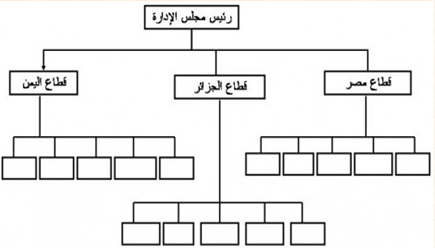 رئيس مجلس الإدارة
قطاع مصر
قطاع الجزائر
قطاع اليمن